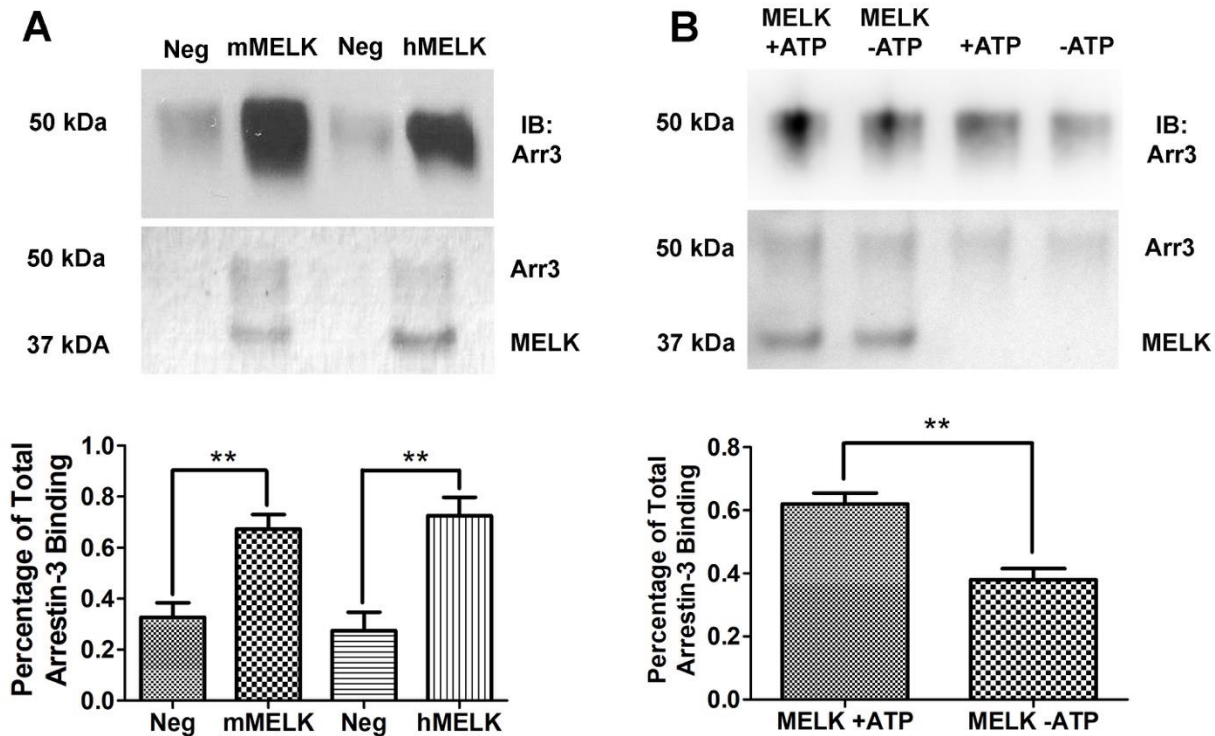 A
Neg mMELK Neg hMELK
50 kDa
IB:
Arr3
50 kDa
Arr3
37 kDA
MELK
Percentage of Total
Arrestin-3 Binding
1.0
0.8
0.6
0.4
0.2
0.0
**
**
Neg mMELK Neg hMELK
B
MELK
+ATP
MELK
-ATP
+ATP
-ATP
50 kDa
IB:
Arr3
50 kDa
Arr3
37 kDa
MELK
Percentage of Total
Arrestin-3 Binding
0.8
0.6
0.4
0.2
0.0
**
MELK +ATP MELK -ATP